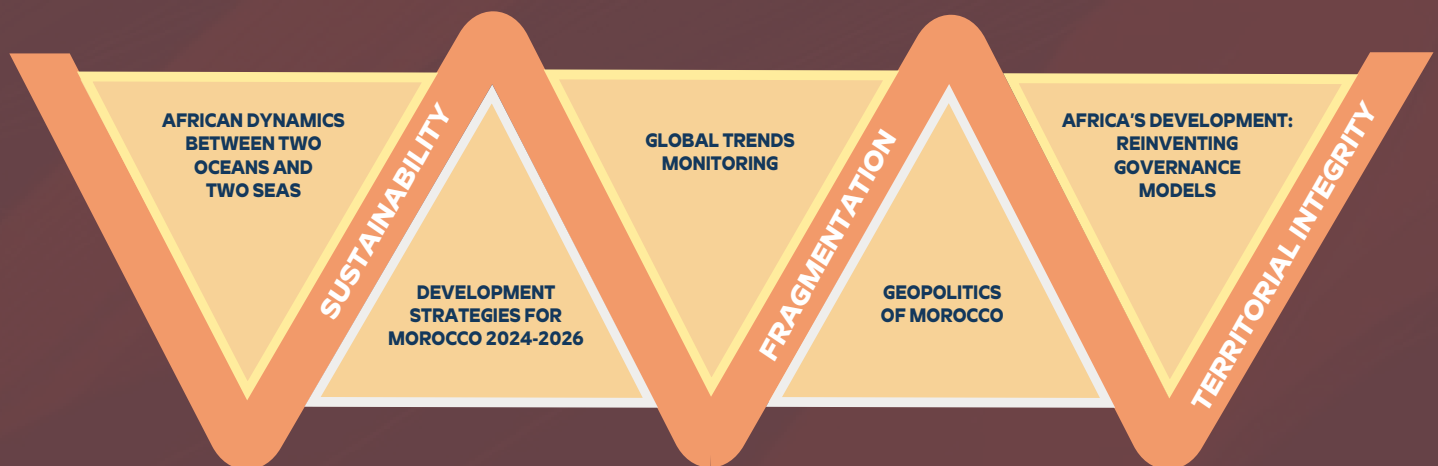 AFRICAN DYNAMICS
BETWEEN TWO
OCEANS AND
TWO SEAS
SUSTAINABILITY
DEVELOPMENT
STRATEGIES FOR
MOROCCO 2024-2026
GLOBAL TRENDS
MONITORING
FRAGMENTATION
GEOPOLITICS
OF MOROCCO
AFRICA'S DEVELOPMENT:
REINVENTING
GOVERNANCE
MODELS
TERRITORIAL INTEGRITY